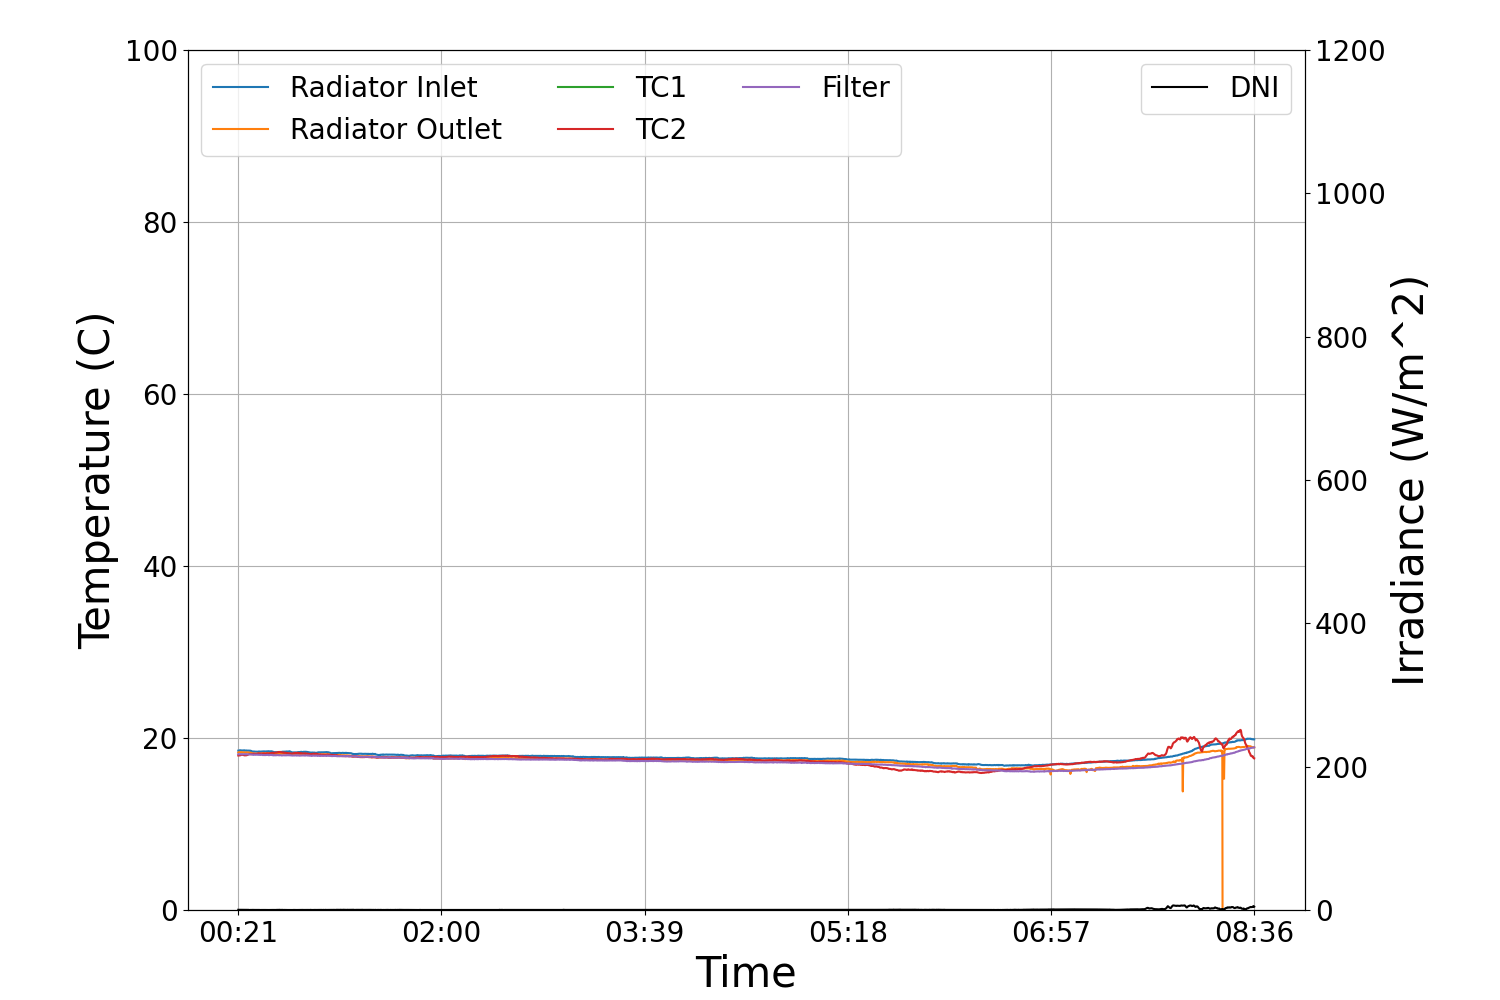 100
80
60
40
20
0
Temperature (C)
Radiator Inlet
Radiator Outlet
TC1
TC2
Filter
DNI
1200
1000
800
600
400
200
0
Irradiance (W/m^2)
00:21 02:00 03:39 05:18 06:57 08:36
Time